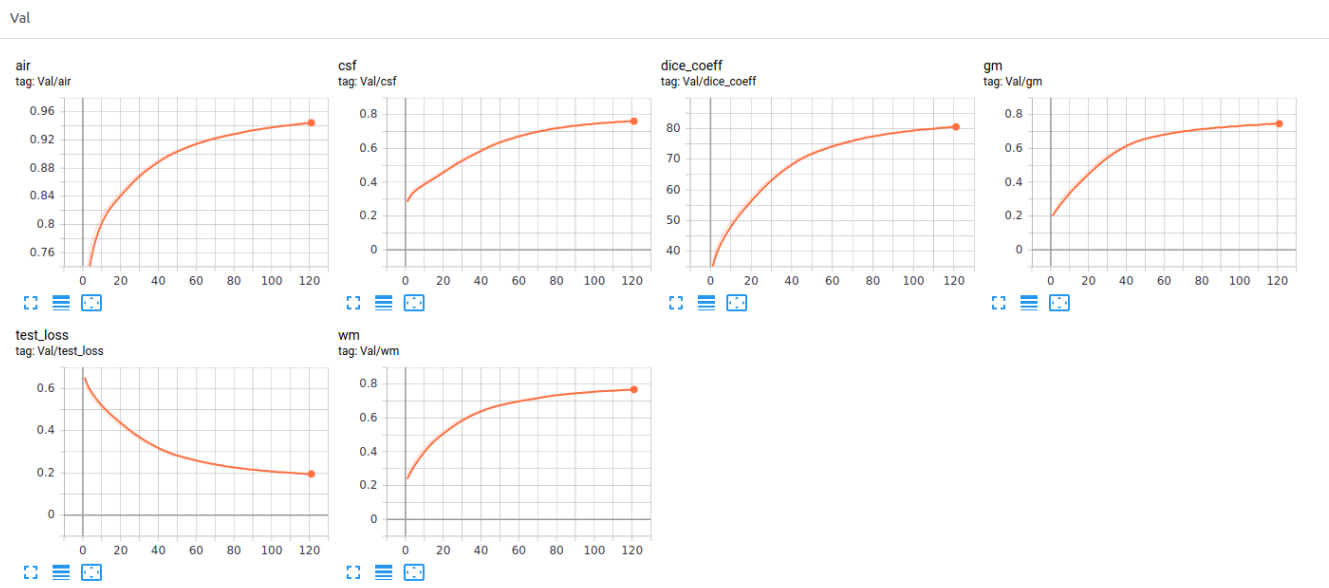 Val
air
tag: Val/air
0.96
0.92
0.88
0.84
0.8
0.76
0 20 40 60 80 100 120
csf
tag: Val/csf
0.8
0.6
0.4
0.2
0
0 20 40 60 80 100 120
dice_coeff
tag: Val/dice_coeff
80
70
60
50
40
0 20 40 60 80 100 120
gm
tag: Val/gm
0.8
0.6
0.4
0.2
0
0 20 40 60 80 100 120
test_loss
tag: Val/test_loss
0.6
0.4
0.2
0
0 20 40 60 80 100 120
wm
tag: Val/wm
0.8
0.6
0.4
0.2
0
0 20 40 60 80 100 120